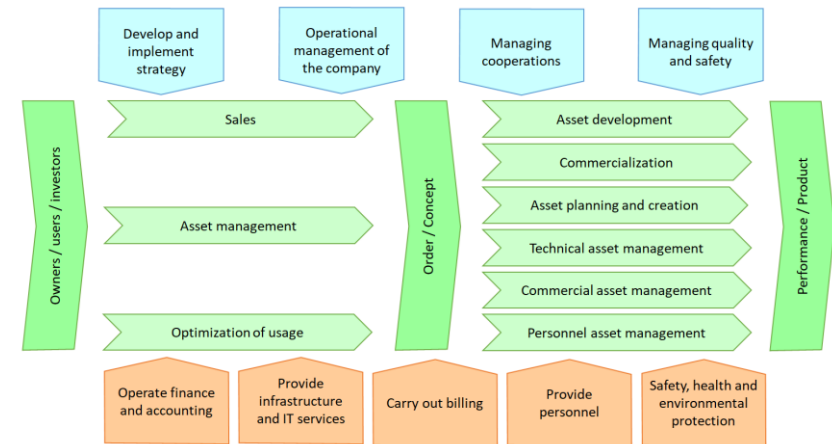 Develop and
implement
strategy
Operational
management of
the company
Managing
cooperations
Managing quality
and safety
Owners / users / investors
Sales
Asset management
Optimization of usage
Order / Concept
Asset development
Commercialization
Asset planning and creation
Technical asset management
Commercial asset management
Personnel asset management
Performance / Product
Operate finance
and accounting
Provide
infrastructure
and IT services
Carry out billing
Provide
personnel
Safety, health and
environmental
protection